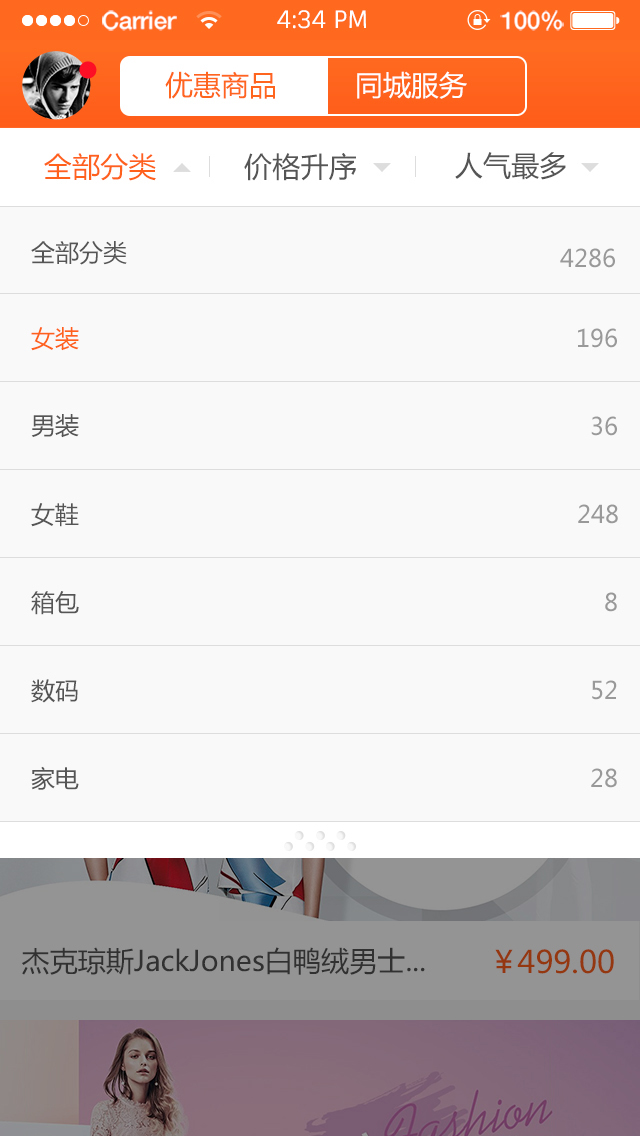 Carrier 4:34 PM 100%
优惠商品 同城服务
全部分类 价格升序 人气最多
全部分类 4286
女装 196
男装 36
女鞋 248
箱包 8
数码 52
家电 28
杰克琼斯JackJones白鸭绒男士... ¥499.00
Fashion